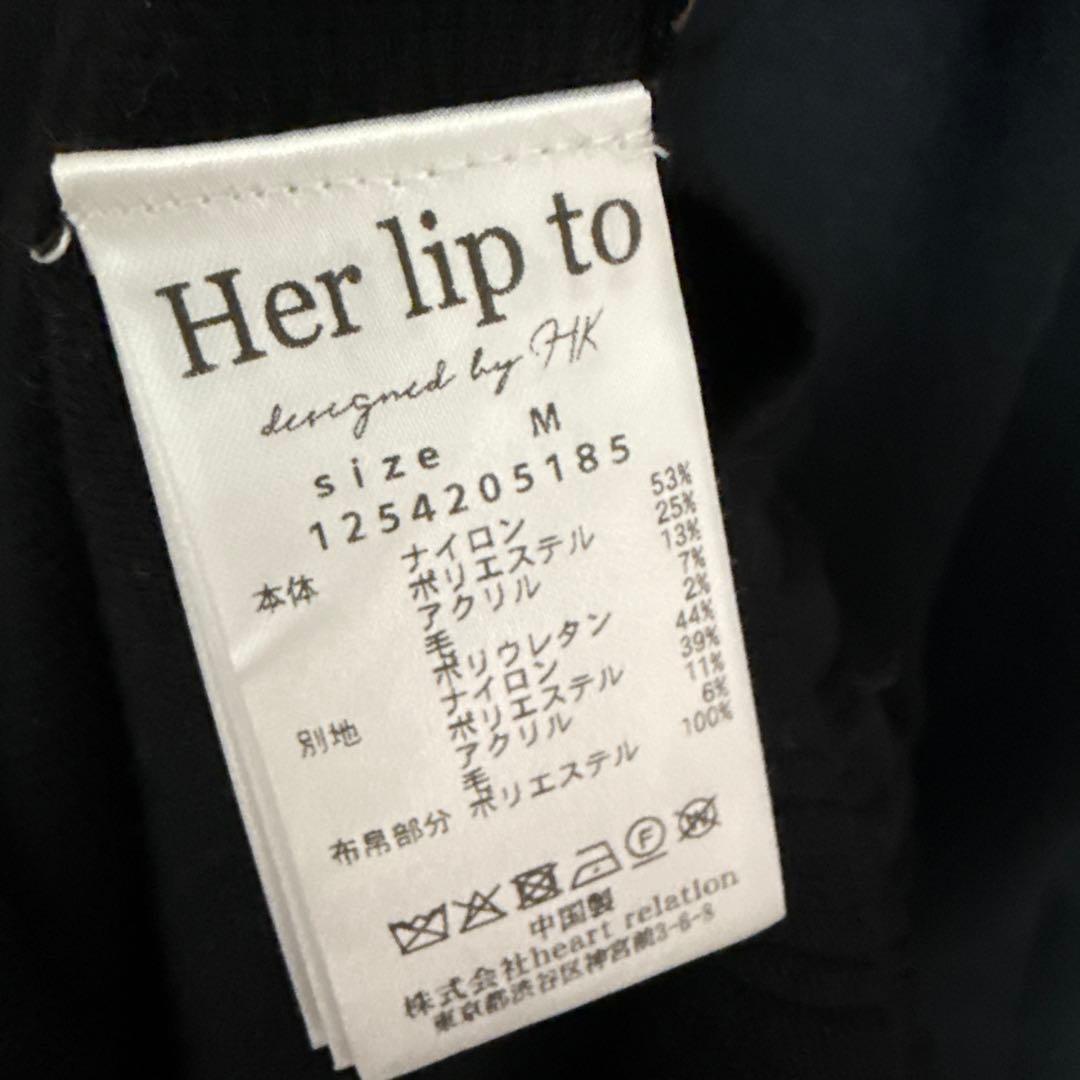 Her lip to
designed by HK
size M
1254205185
本体 ナイロン 53%
ポリエステル 25%
アクリル 13%
毛 7%
ポリウレタン 2%
別地 ナイロン 44%
ポリエステル 39%
アクリル 11%
毛 6%
布帛部分 ポリエステル 100%
F W
中国製
株式会社heart relation
東京都渋谷区神宮前3-6-8